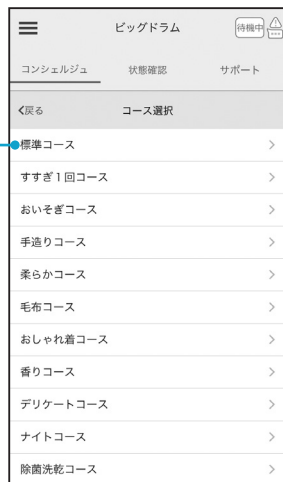 ビッグドラム
待機中
コンシェルジュ 状態確認 サポート
戻る コース選択
標準コース
すすぎ1回コース
おいそぎコース
手造りコース
柔らかコース
毛布コース
おしゃれ着コース
香りコース
デリケートコース
ナイトコース
除菌洗乾コース